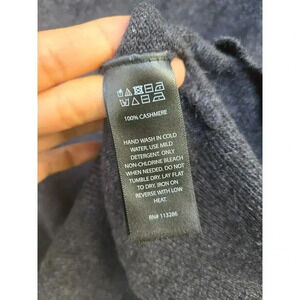 100% CASHMERE
HAND WASH IN COLD
WATER, USE MILD
DETERGENT. ONLY
NON-CHLORINE BLEACH
WHEN NEEDED. DO NOT
TUMBLE DRY. LAY FLAT
TO DRY, IRON ON
REVERSE WITH LOW
HEAT.
RN# 113286